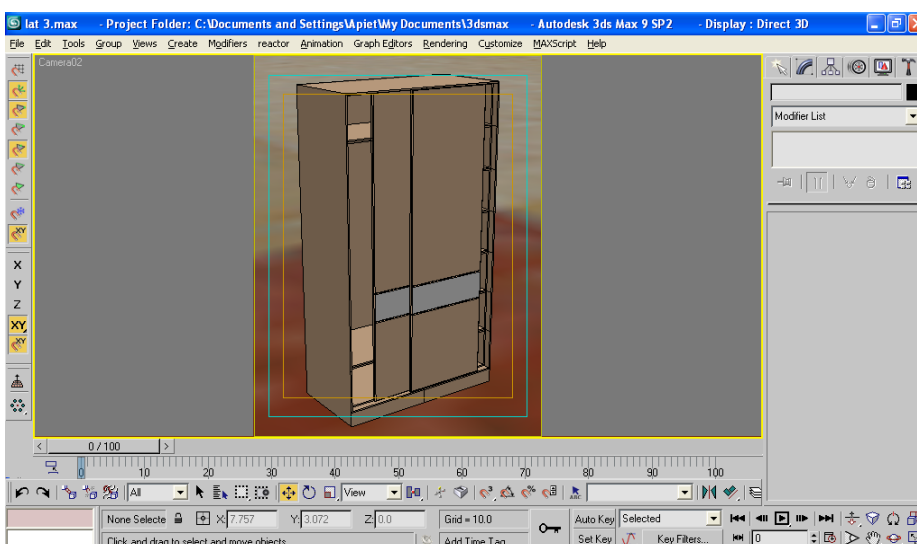 lat 3.max - Project Folder: C:\Documents and Settings\Apiet\My Documents\3dsmax - Autodesk 3ds Max 9 SP2 - Display : Direct 3D
File Edit Tools Group Views Create Modifiers reactor Animation Graph Editors Rendering Customize MAXScript Help
Camera02
Modifier List
X
Y
Z
XY
0 / 100
0 10 20 30 40 50 60 70 80 90 100
All View
None Selecte X: 7.757 Y: 3.072 Z: 0.0 Grid = 10.0 Auto Key Selected
Click and drag to select and move objects Add Time Tag Set Key Key Filters... 0